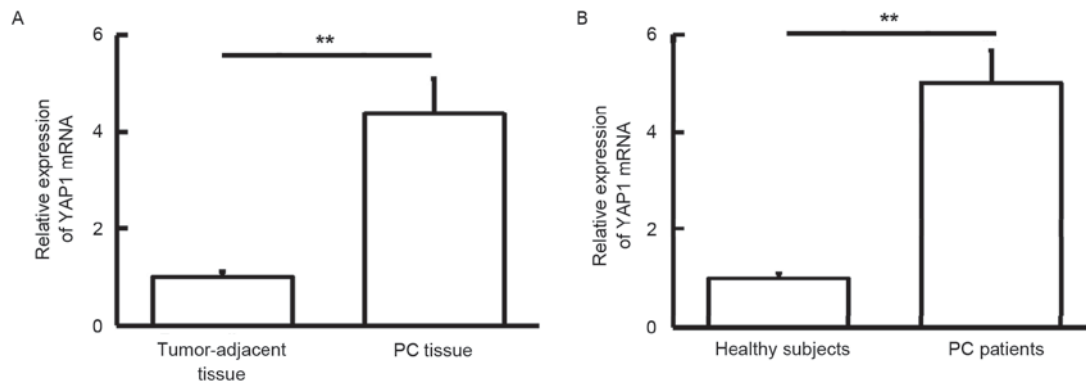 A
Relative expression
of YAP1 mRNA
6
4
2
0
**
Tumor-adjacent
tissue
PC tissue
B
Relative expression
of YAP1 mRNA
6
4
2
0
**
Healthy subjects
PC patients